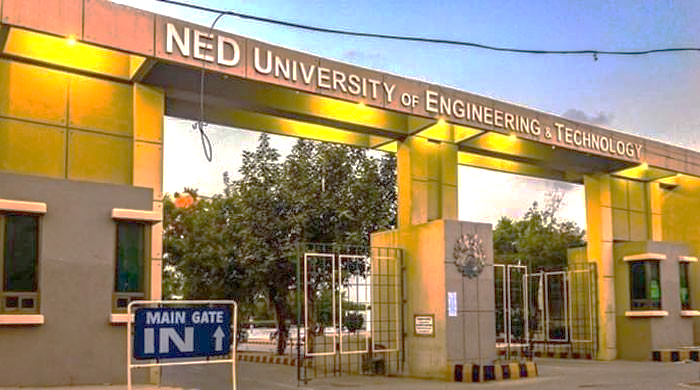 NED UNIVERSITY OF ENGINEERING & TECHNOLOGY
MAIN GATE
IN ↑